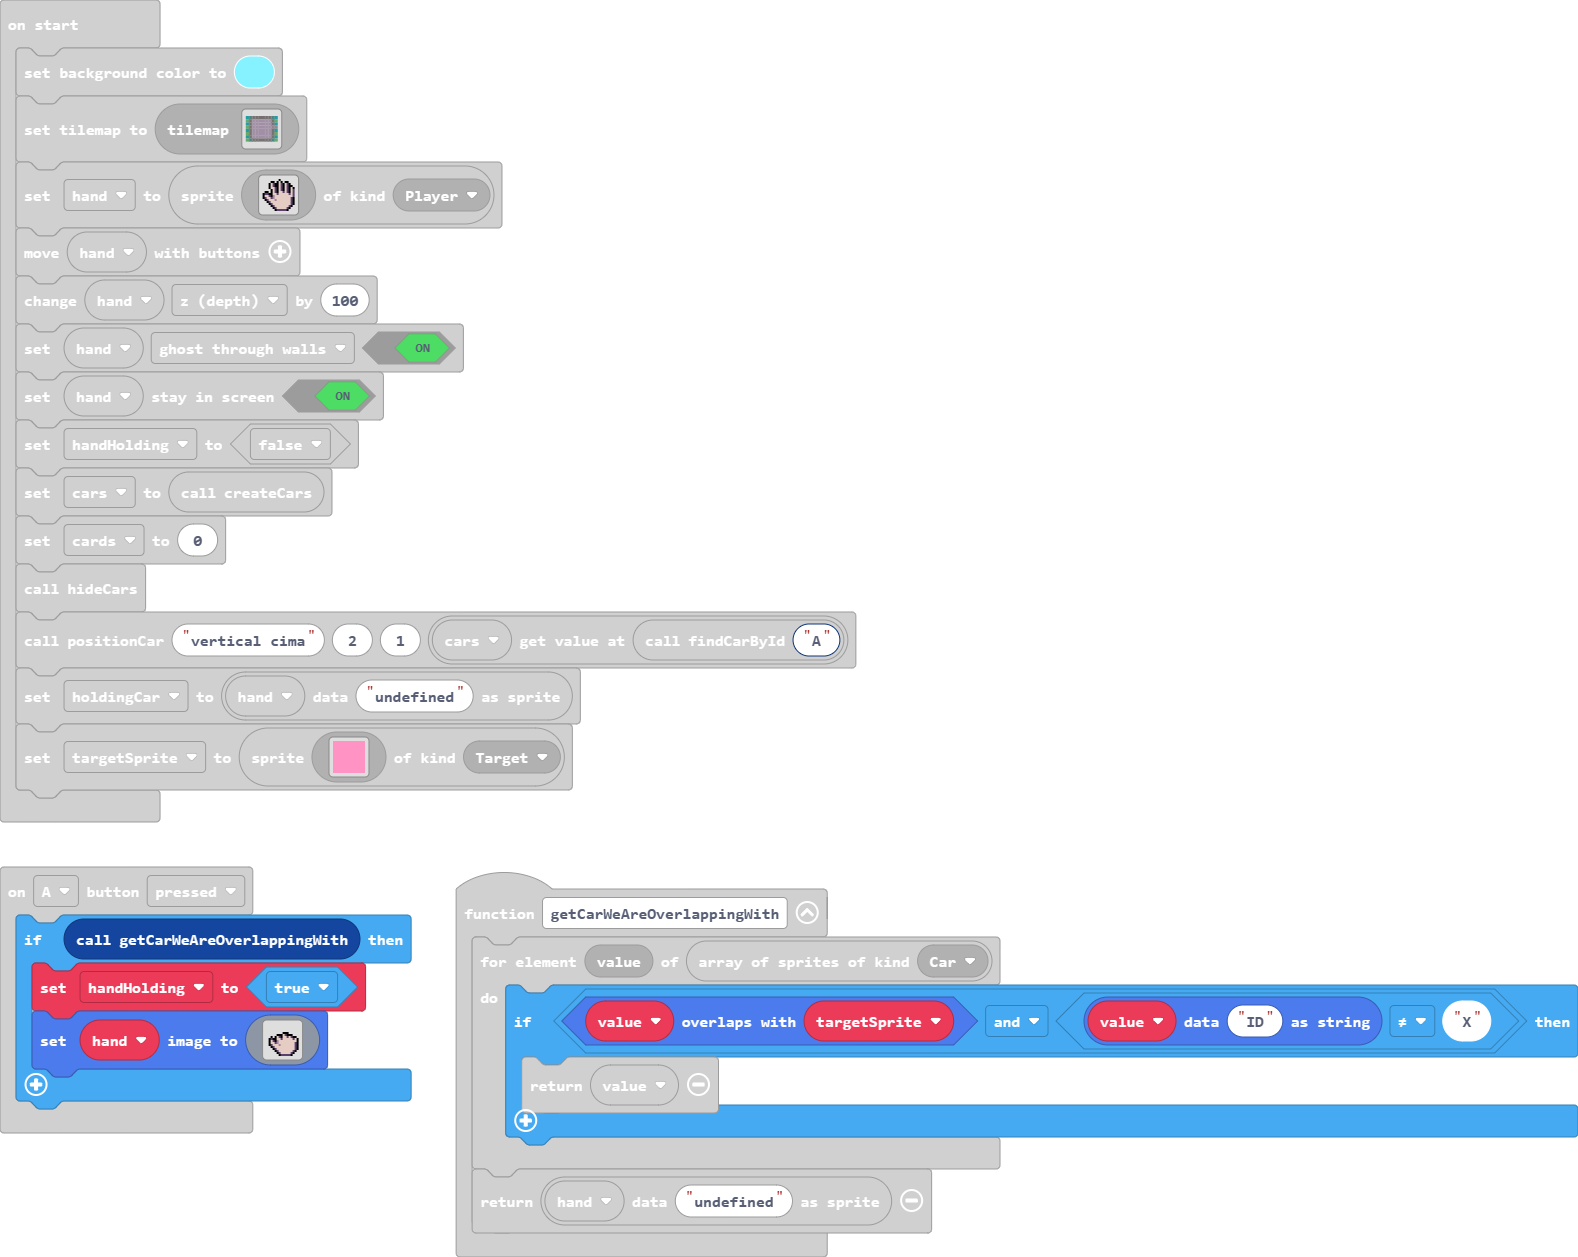 on start
set background color to
set tilemap to tilemap
set hand to sprite of kind Player
move hand with buttons
change hand z (depth) by 100
set hand ghost through walls ON
set hand stay in screen ON
set handHolding to false
set cars to call createCars
set cards to 0
call hideCars
call positionCar "vertical cima" 2 1 cars get value at call findCarById "A"
set holdingCar to hand data "undefined" as sprite
set targetSprite to sprite of kind Target
on A button pressed
if call getCarWeAreOverlappingWith then
set handHolding to true
set hand image to
function getCarWeAreOverlappingWith
for element value of array of sprites of kind Car
do
if value overlaps with targetSprite and value data "ID" as string ≠ "X" then
return value
return hand data "undefined" as sprite